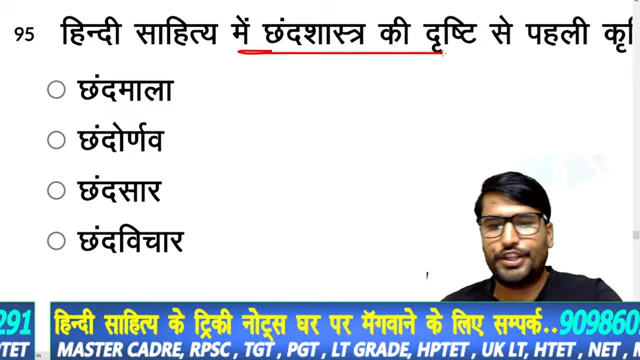 95 हिन्दी साहित्य में छंदशास्त्र की दृष्टि से पहली कृ
छंदमाला
छंदोर्णव
छंदसार
छंदविचार
291 हिन्दी साहित्य के ट्रिकी नोट्स घर पर मँगवाने के लिए सम्पर्क..909860
PTET MASTER CADRE, RPSC , TGT , PGT , LT GRADE, HPTET , UK LT, HTET , NET ,